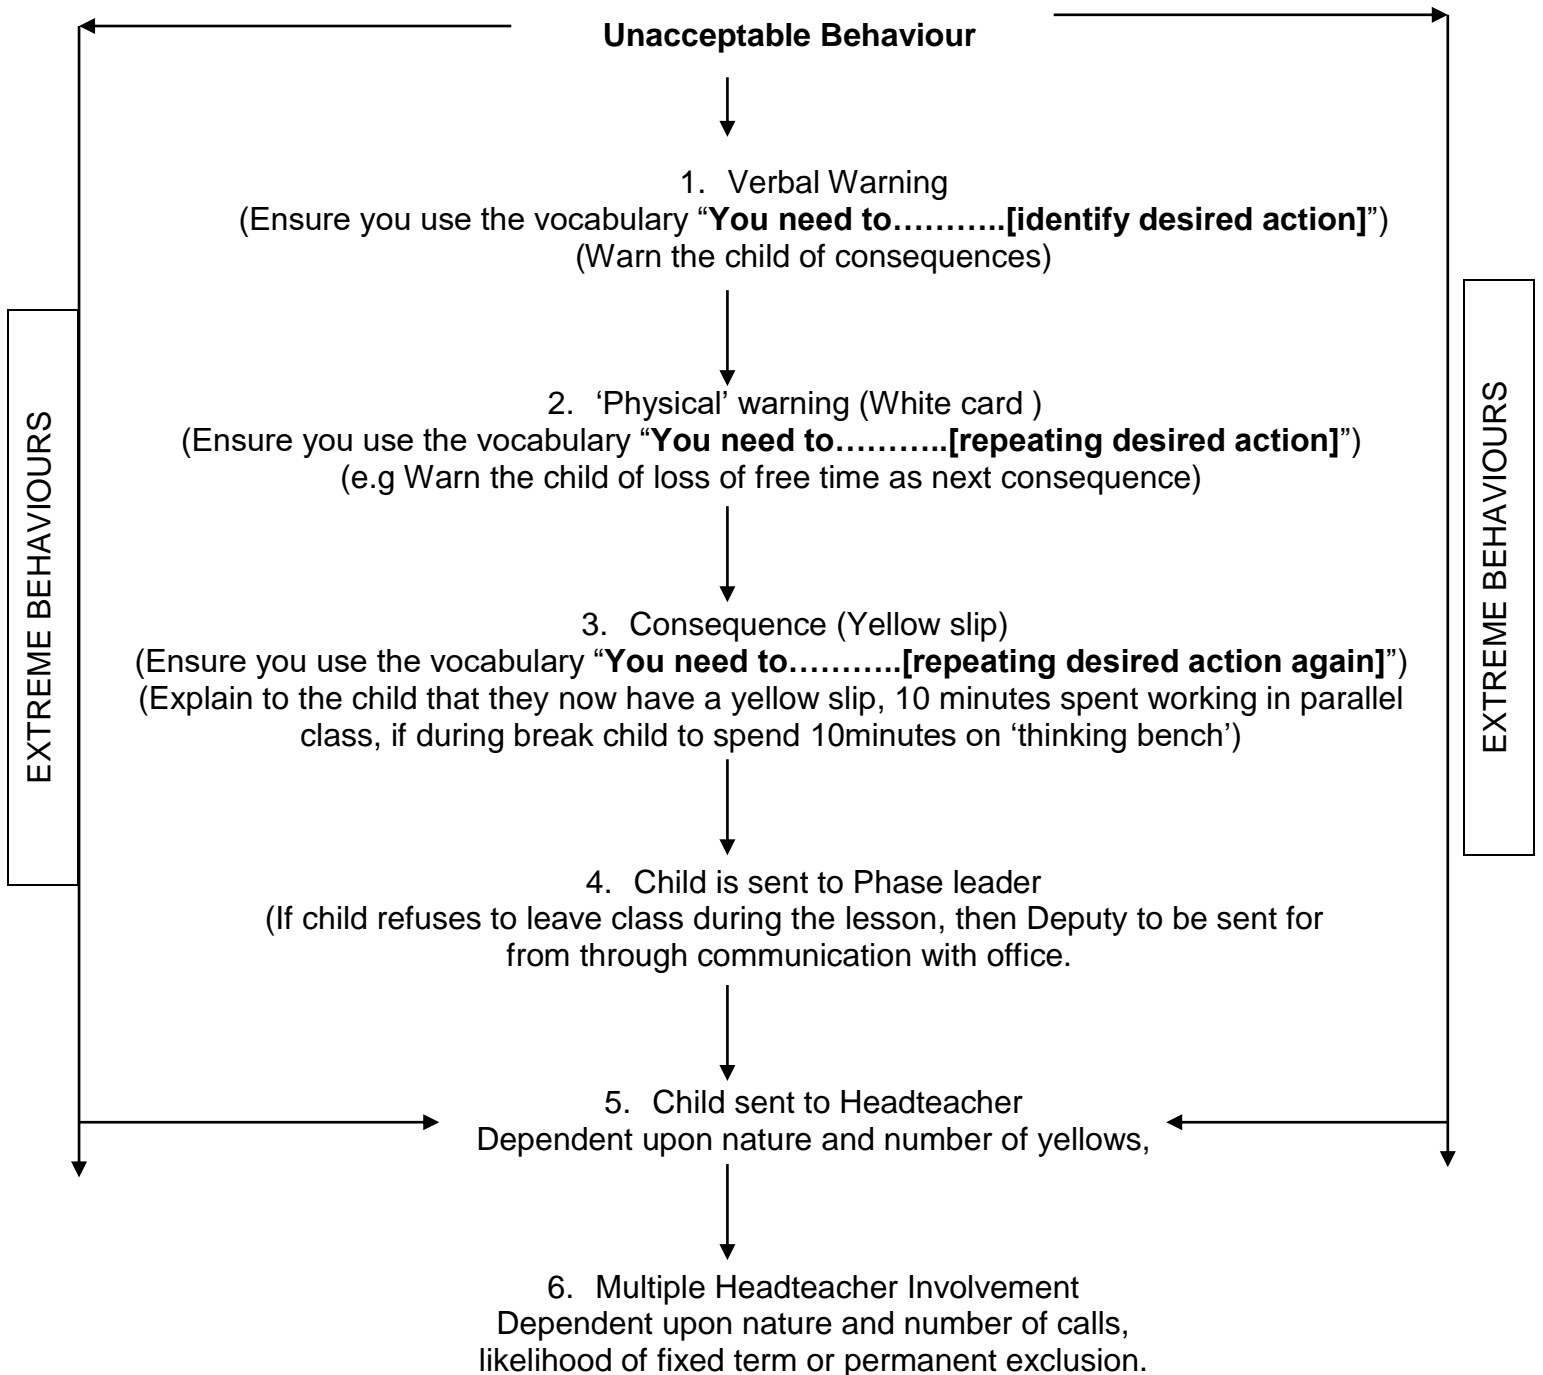 Unacceptable Behaviour
1. Verbal Warning
(Ensure you use the vocabulary “You need to………..[identify desired action]”)
(Warn the child of consequences)
2. ‘Physical’ warning (White card )
(Ensure you use the vocabulary “You need to………..[repeating desired action]”)
(e.g Warn the child of loss of free time as next consequence)
EXTREME BEHAVIOURS
EXTREME BEHAVIOURS
3. Consequence (Yellow slip)
(Ensure you use the vocabulary “You need to………..[repeating desired action again]”)
(Explain to the child that they now have a yellow slip, 10 minutes spent working in parallel
class, if during break child to spend 10minutes on ‘thinking bench’)
4. Child is sent to Phase leader
(If child refuses to leave class during the lesson, then Deputy to be sent for
from through communication with office.
5. Child sent to Headteacher
Dependent upon nature and number of yellows,
6. Multiple Headteacher Involvement
Dependent upon nature and number of calls,
likelihood of fixed term or permanent exclusion.